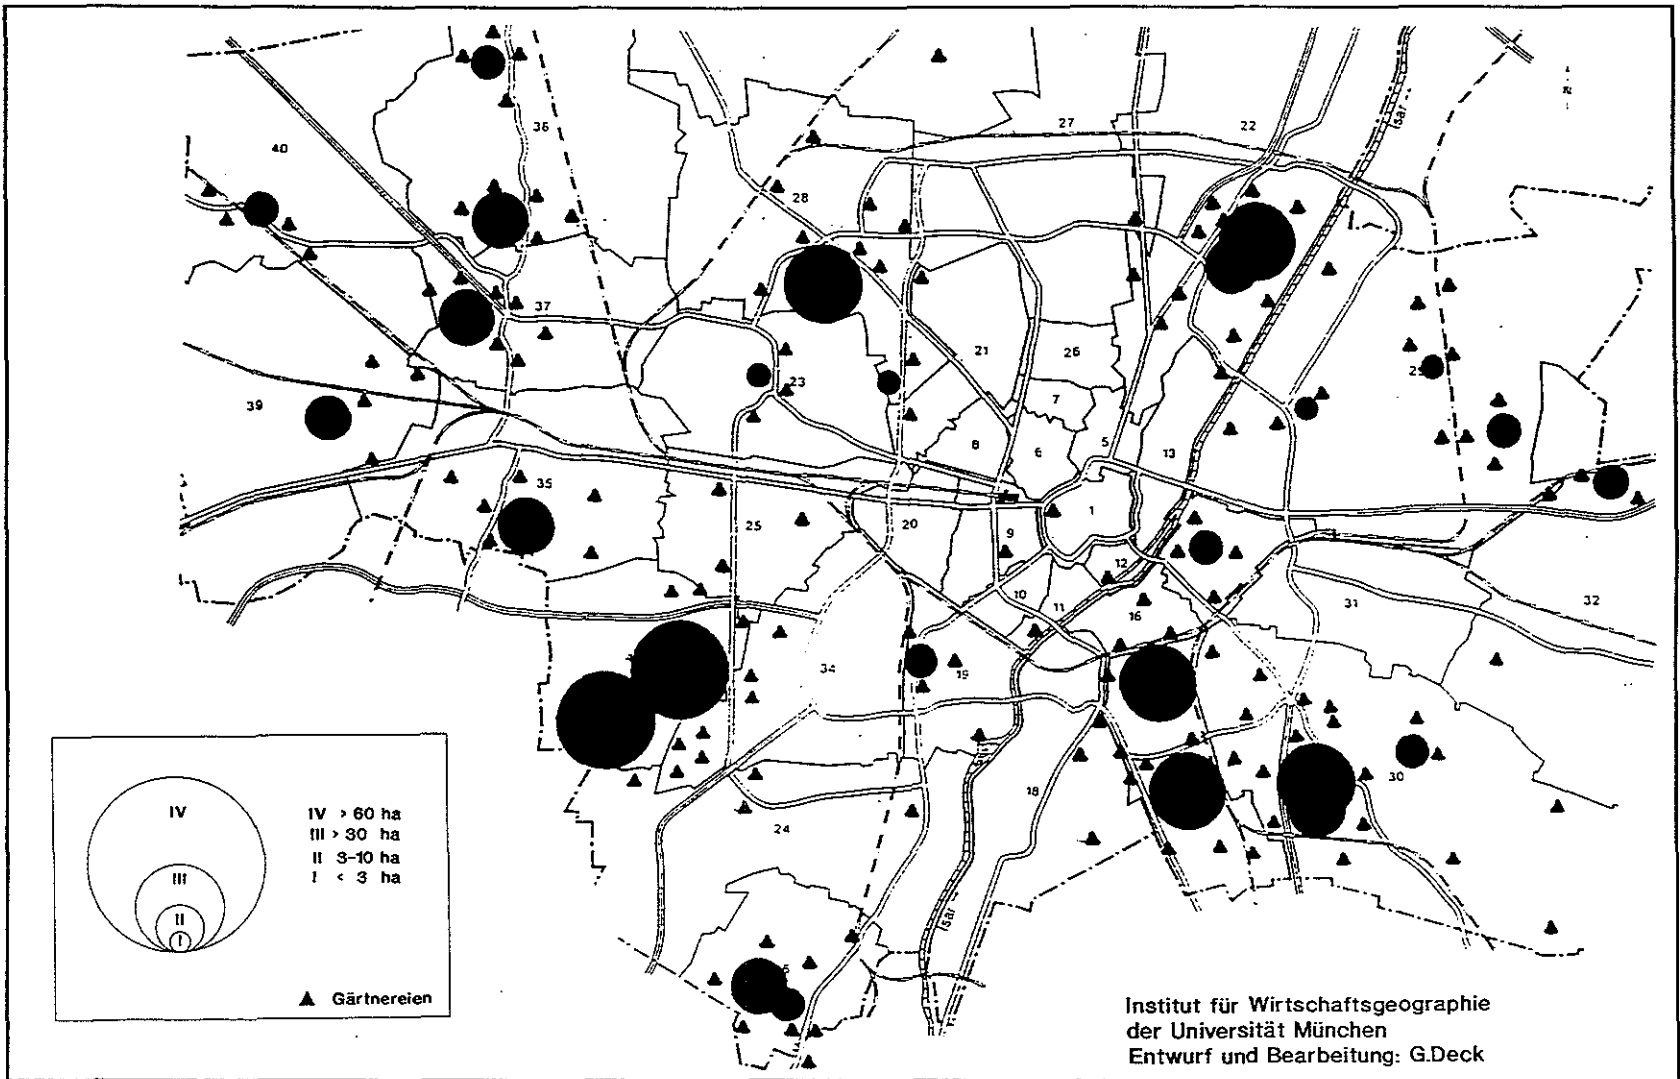 27
22
Isar
36
40
28
37
21
26
7
23
29
39
8
6
5
13
35
25
20
9
1
12
10
11
16
31
32
34
19
18
30
24
Isar
5
IV
III
II
I
IV > 60 ha
III > 30 ha
II 3-10 ha
I < 3 ha
▲ Gärtnereien
Institut für Wirtschaftsgeographie
der Universität München
Entwurf und Bearbeitung: G.Deck